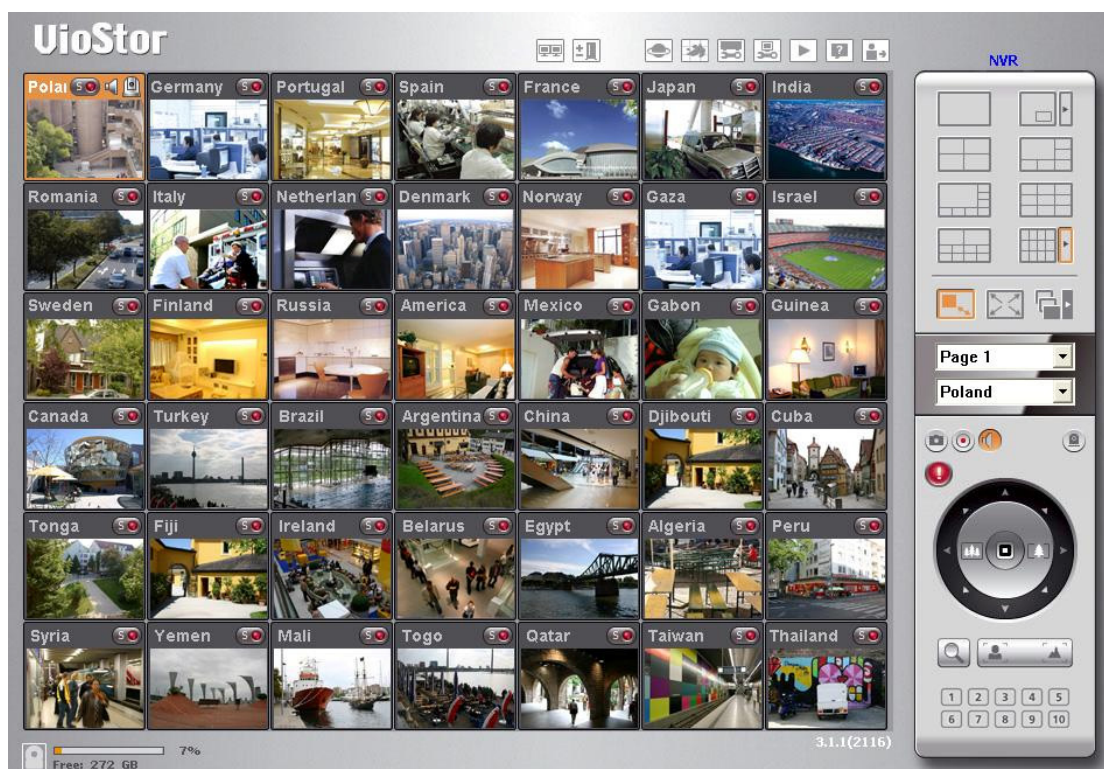 VioStor
NVR
Polar
Germany
Portugal
Spain
France
Japan
India
Romania
Italy
Netherlan
Denmark
Norway
Gaza
Israel
Sweden
Finland
Russia
America
Mexico
Gabon
Guinea
Page 1
Poland
Canada
Turkey
Brazil
Argentina
China
Djibouti
Cuba
Tonga
Fiji
Ireland
Belarus
Egypt
Algeria
Peru
Syria
Yemen
Mali
Togo
Qatar
Taiwan
Thailand
1 2 3 4 5
6 7 8 9 10
3.1.1(2116)
7%
Free: 272 GB